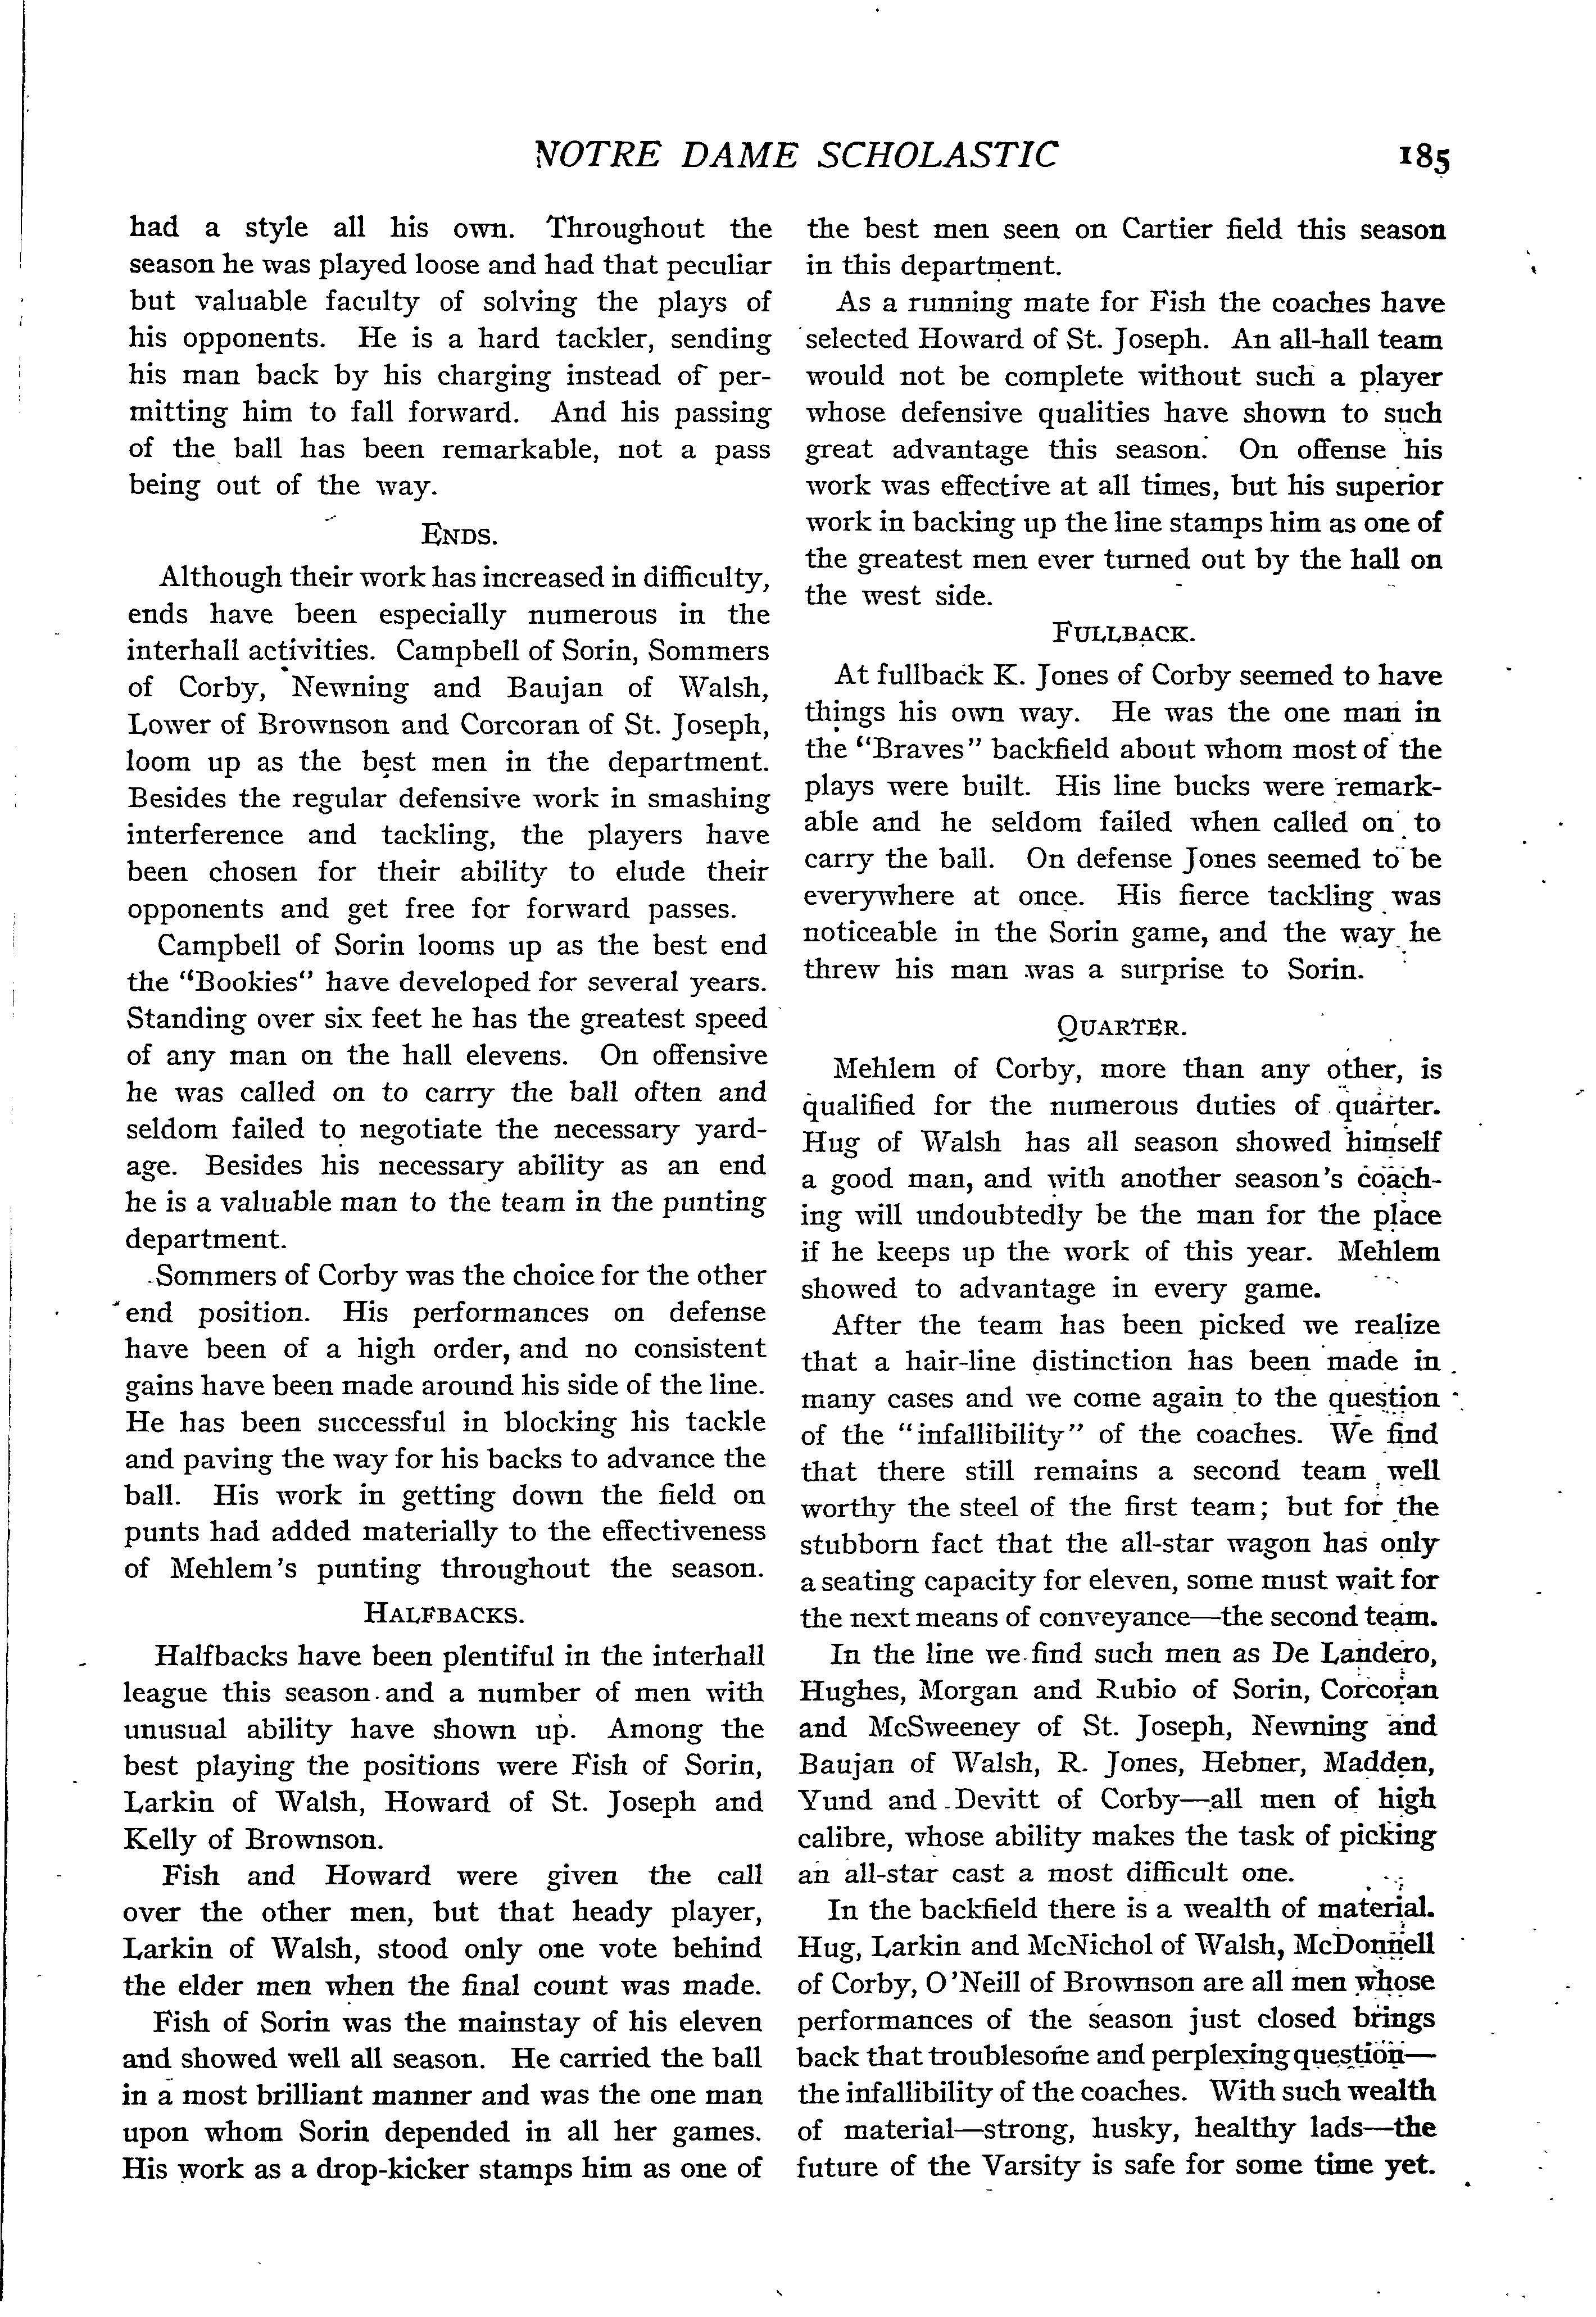 NOTRE DAME SCHOLASTIC 185
had a style all his own. Throughout the
season he was played loose and had that peculiar
but valuable faculty of solving the plays of
his opponents. He is a hard tackler, sending
his man back by his charging instead of per-
mitting him to fall forward. And his passing
of the ball has been remarkable, not a pass
being out of the way.
ENDS.
Although their work has increased in difficulty,
ends have been especially numerous in the
interhall activities. Campbell of Sorin, Sommers
of Corby, Newning and Baujan of Walsh,
Lower of Brownson and Corcoran of St. Joseph,
loom up as the best men in the department.
Besides the regular defensive work in smashing
interference and tackling, the players have
been chosen for their ability to elude their
opponents and get free for forward passes.
Campbell of Sorin looms up as the best end
the "Bookies" have developed for several years.
Standing over six feet he has the greatest speed
of any man on the hall elevens. On offensive
he was called on to carry the ball often and
seldom failed to negotiate the necessary yard-
age. Besides his necessary ability as an end
he is a valuable man to the team in the punting
department.
Sommers of Corby was the choice for the other
end position. His performances on defense
have been of a high order, and no consistent
gains have been made around his side of the line.
He has been successful in blocking his tackle
and paving the way for his backs to advance the
ball. His work in getting down the field on
punts had added materially to the effectiveness
of Mehlem's punting throughout the season.
HALFBACKS.
Halfbacks have been plentiful in the interhall
league this season and a number of men with
unusual ability have shown up. Among the
best playing the positions were Fish of Sorin,
Larkin of Walsh, Howard of St. Joseph and
Kelly of Brownson.
Fish and Howard were given the call
over the other men, but that heady player,
Larkin of Walsh, stood only one vote behind
the elder men when the final count was made.
Fish of Sorin was the mainstay of his eleven
and showed well all season. He carried the ball
in a most brilliant manner and was the one man
upon whom Sorin depended in all her games.
His work as a drop-kicker stamps him as one of
the best men seen on Cartier field this season
in this department.
As a running mate for Fish the coaches have
selected Howard of St. Joseph. An all-hall team
would not be complete without such a player
whose defensive qualities have shown to such
great advantage this season. On offense his
work was effective at all times, but his superior
work in backing up the line stamps him as one of
the greatest men ever turned out by the hall on
the west side.
FULLBACK.
At fullback K. Jones of Corby seemed to have
things his own way. He was the one man in
the "Braves" backfield about whom most of the
plays were built. His line bucks were remark-
able and he seldom failed when called on to
carry the ball. On defense Jones seemed to be
everywhere at once. His fierce tackling was
noticeable in the Sorin game, and the way he
threw his man was a surprise to Sorin.
QUARTER.
Mehlem of Corby, more than any other, is
qualified for the numerous duties of quarter.
Hug of Walsh has all season showed himself
a good man, and with another season's coach-
ing will undoubtedly be the man for the place
if he keeps up the work of this year. Mehlem
showed to advantage in every game.
After the team has been picked we realize
that a hair-line distinction has been made in
many cases and we come again to the question
of the "infallibility" of the coaches. We find
that there still remains a second team well
worthy the steel of the first team; but for the
stubborn fact that the all-star wagon has only
a seating capacity for eleven, some must wait for
the next means of conveyance—the second team.
In the line we find such men as De Landero,
Hughes, Morgan and Rubio of Sorin, Corcoran
and McSweeney of St. Joseph, Newning and
Baujan of Walsh, R. Jones, Hebner, Madden,
Yund and Devitt of Corby—all men of high
calibre, whose ability makes the task of picking
an all-star cast a most difficult one.
In the backfield there is a wealth of material.
Hug, Larkin and McNichol of Walsh, McDonnell
of Corby, O'Neill of Brownson are all men whose
performances of the season just closed brings
back that troublesome and perplexing question—
the infallibility of the coaches. With such wealth
of material—strong, husky, healthy lads—the
future of the Varsity is safe for some time yet.